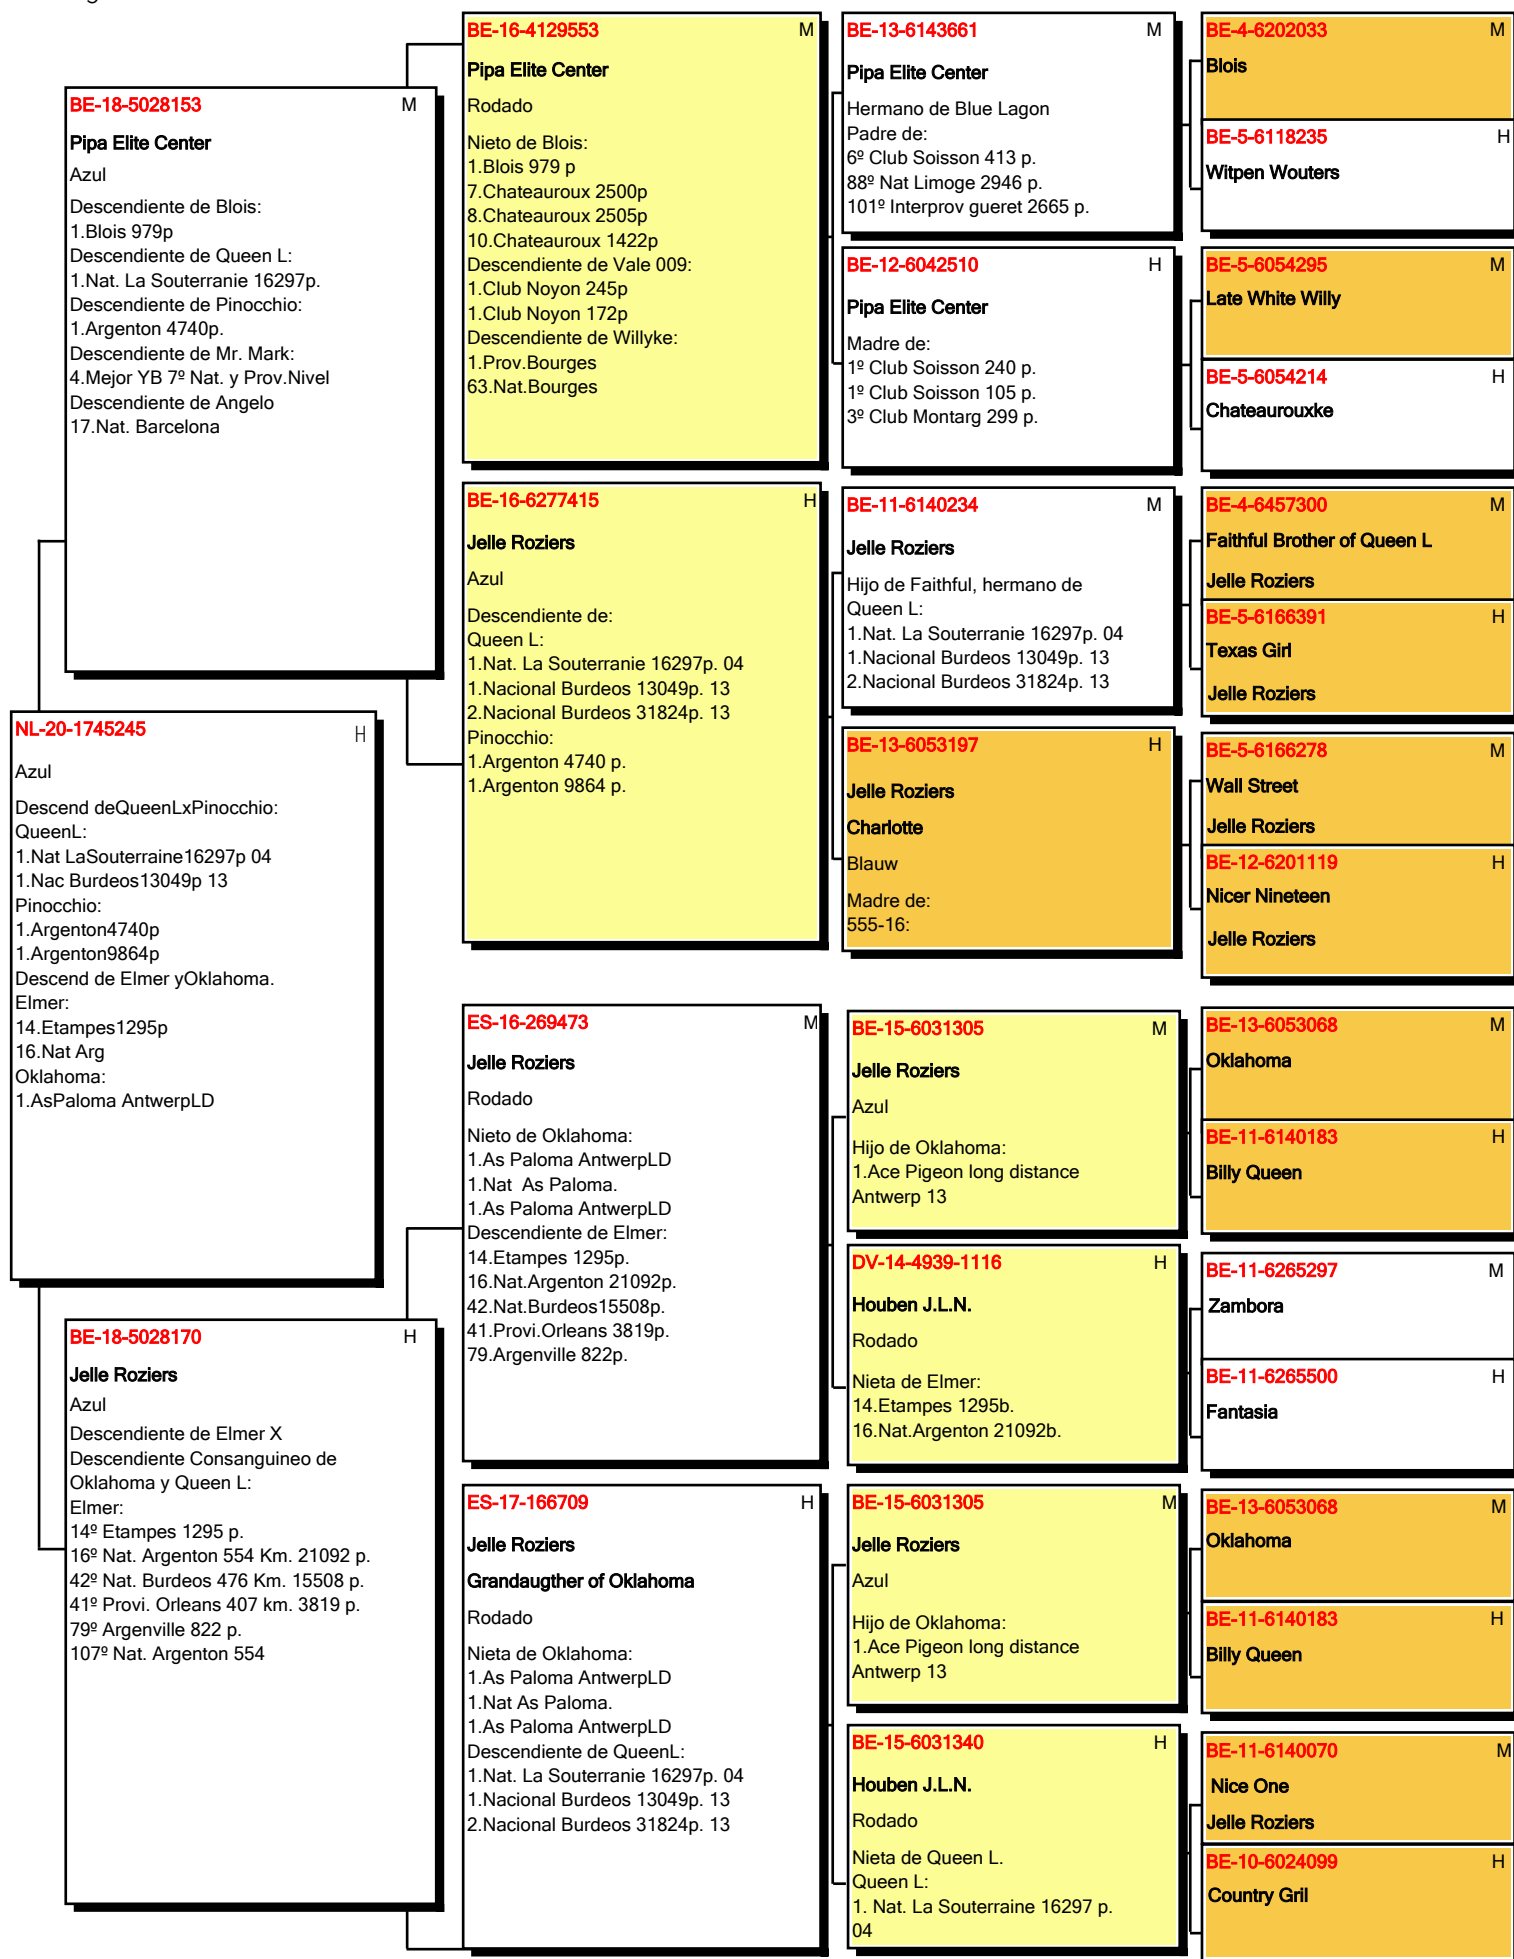 BE-18-5028153 M
Pipa Elite Center
Azul
Descendiente de Blois:
1.Blois 979p
Descendiente de Queen L:
1.Nat. La Souterranie 16297p.
Descendiente de Pinocchio:
1.Argenton 4740p.
Descendiente de Mr. Mark:
4.Mejor YB 7º Nat. y Prov.Nivel
Descendiente de Angelo
17.Nat. Barcelona
NL-20-1745245 H
Azul
Descend deQueenLxPinocchio:
QueenL:
1.Nat LaSouterraine16297p 04
1.Nac Burdeos13049p 13
Pinocchio:
1.Argenton4740p
1.Argenton9864p
Descend de Elmer yOklahoma.
Elmer:
14.Etampes1295p
16.Nat Arg
Oklahoma:
1.AsPaloma AntwerpLD
BE-18-5028170 H
Jelle Roziers
Azul
Descendiente de Elmer X
Descendiente Consanguineo de
Oklahoma y Queen L:
Elmer:
14º Etampes 1295 p.
16º Nat. Argenton 554 Km. 21092 p.
42º Nat. Burdeos 476 Km. 15508 p.
41º Provi. Orleans 407 km. 3819 p.
79º Argenville 822 p.
107º Nat. Argenton 554
BE-16-4129553 M
Pipa Elite Center
Rodado
Nieto de Blois:
1.Blois 979 p
7.Chateauroux 2500p
8.Chateauroux 2505p
10.Chateauroux 1422p
Descendiente de Vale 009:
1.Club Noyon 245p
1.Club Noyon 172p
Descendiente de Willyke:
1.Prov.Bourges
63.Nat.Bourges
BE-16-6277415 H
Jelle Roziers
Azul
Descendiente de:
Queen L:
1.Nat. La Souterranie 16297p. 04
1.Nacional Burdeos 13049p. 13
2.Nacional Burdeos 31824p. 13
Pinocchio:
1.Argenton 4740 p.
1.Argenton 9864 p.
ES-16-269473 M
Jelle Roziers
Rodado
Nieto de Oklahoma:
1.As Paloma AntwerpLD
1.Nat As Paloma.
1.As Paloma AntwerpLD
Descendiente de Elmer:
14.Etampes 1295p.
16.Nat.Argenton 21092p.
42.Nat.Burdeos15508p.
41.Provi.Orleans 3819p.
79.Argenville 822p.
ES-17-166709 H
Jelle Roziers
Grandaugther of Oklahoma
Rodado
Nieta de Oklahoma:
1.As Paloma AntwerpLD
1.Nat As Paloma.
1.As Paloma AntwerpLD
Descendiente de QueenL:
1.Nat. La Souterranie 16297p. 04
1.Nacional Burdeos 13049p. 13
2.Nacional Burdeos 31824p. 13
BE-13-6143661 M
Pipa Elite Center
Hermano de Blue Lagon
Padre de:
6º Club Soisson 413 p.
88º Nat Limoge 2946 p.
101º Interprov gueret 2665 p.
BE-12-6042510 H
Pipa Elite Center
Madre de:
1º Club Soisson 240 p.
1º Club Soisson 105 p.
3º Club Montarg 299 p.
BE-11-6140234 M
Jelle Roziers
Hijo de Faithful, hermano de
Queen L:
1.Nat. La Souterranie 16297p. 04
1.Nacional Burdeos 13049p. 13
2.Nacional Burdeos 31824p. 13
BE-13-6053197 H
Jelle Roziers
Charlotte
Blauw
Madre de:
555-16:
BE-15-6031305 M
Jelle Roziers
Azul
Hijo de Oklahoma:
1.Ace Pigeon long distance
Antwerp 13
DV-14-4939-1116 H
Houben J.L.N.
Rodado
Nieta de Elmer:
14.Etampes 1295b.
16.Nat.Argenton 21092b.
BE-15-6031305 M
Jelle Roziers
Azul
Hijo de Oklahoma:
1.Ace Pigeon long distance
Antwerp 13
BE-15-6031340 H
Houben J.L.N.
Rodado
Nieta de Queen L.
Queen L:
1. Nat. La Souterraine 16297 p.
04
BE-4-6202033 M
Blois
BE-5-6118235 H
Witpen Wouters
BE-5-6054295 M
Late White Willy
BE-5-6054214 H
Chateaurouxke
BE-4-6457300 M
Faithful Brother of Queen L
Jelle Roziers
BE-5-6166391 H
Texas Girl
Jelle Roziers
BE-5-6166278 M
Wall Street
Jelle Roziers
BE-12-6201119 H
Nicer Nineteen
Jelle Roziers
BE-13-6053068 M
Oklahoma
BE-11-6140183 H
Billy Queen
BE-11-6265297 M
Zambora
BE-11-6265500 H
Fantasia
BE-13-6053068 M
Oklahoma
BE-11-6140183 H
Billy Queen
BE-11-6140070 M
Nice One
Jelle Roziers
BE-10-6024099 H
Country Gril